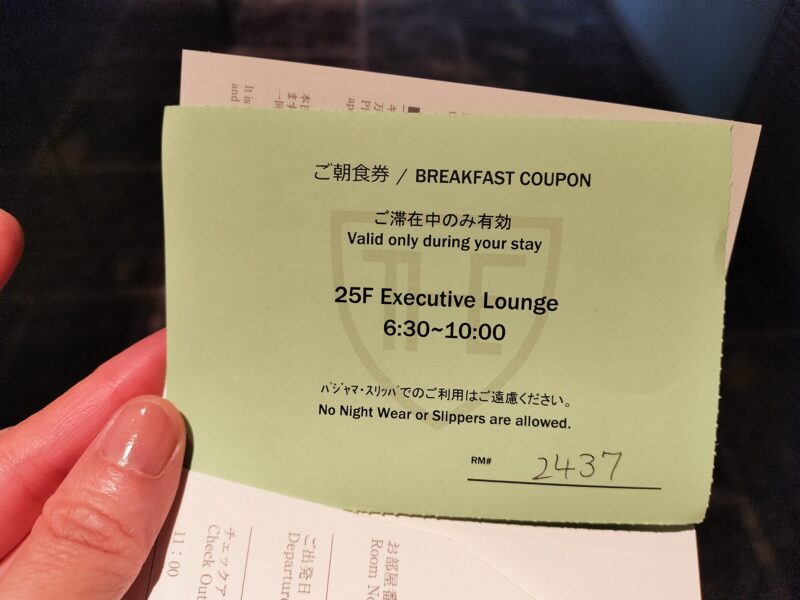 ご朝食券 / BREAKFAST COUPON
ご滞在中のみ有効
Valid only during your stay
25F Executive Lounge
6:30~10:00
ﾊﾟｼﾞｬﾏ・ｽﾘｯﾊﾟでのご利用はご遠慮ください。
No Night Wear or Slippers are allowed.
RM# 2437
お部屋番
Room No
ご出発日
Departure
チェックア
Check Out
11：00